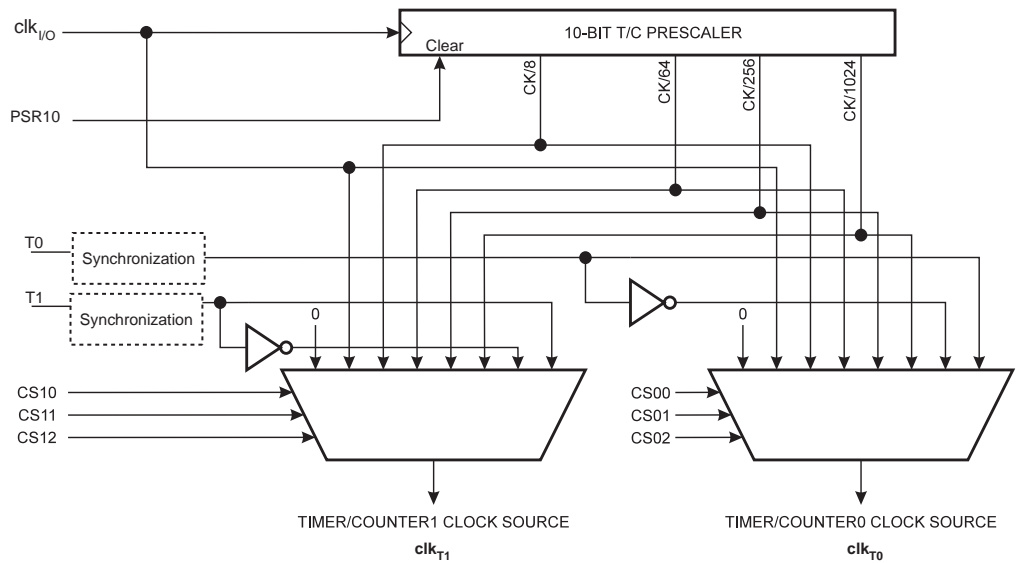 clkI/O
10-BIT T/C PRESCALER
Clear
CK/8
CK/64
CK/256
CK/1024
PSR10
T0
Synchronization
T1
Synchronization
0
0
CS10
CS11
CS12
CS00
CS01
CS02
TIMER/COUNTER1 CLOCK SOURCE
clkT1
TIMER/COUNTER0 CLOCK SOURCE
clkT0